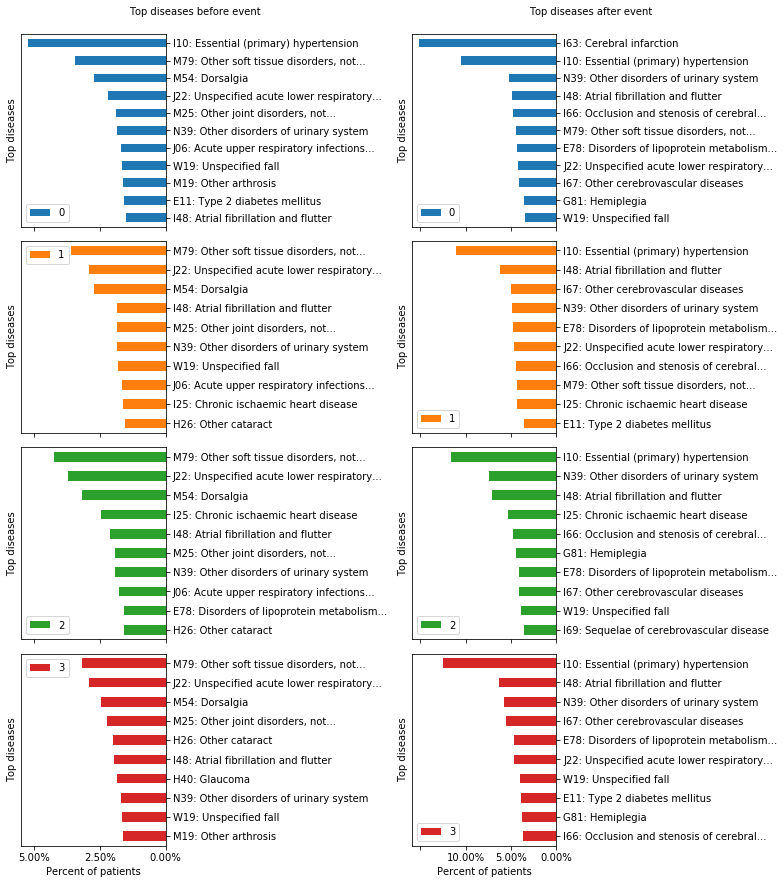 Top diseases before event
Top diseases
I10: Essential (primary) hypertension
M79: Other soft tissue disorders, not...
M54: Dorsalgia
J22: Unspecified acute lower respiratory...
M25: Other joint disorders, not...
N39: Other disorders of urinary system
J06: Acute upper respiratory infections...
W19: Unspecified fall
M19: Other arthrosis
E11: Type 2 diabetes mellitus
I48: Atrial fibrillation and flutter
0
Top diseases
M79: Other soft tissue disorders, not...
J22: Unspecified acute lower respiratory...
M54: Dorsalgia
I48: Atrial fibrillation and flutter
M25: Other joint disorders, not...
N39: Other disorders of urinary system
W19: Unspecified fall
J06: Acute upper respiratory infections...
I25: Chronic ischaemic heart disease
H26: Other cataract
1
Top diseases
M79: Other soft tissue disorders, not...
J22: Unspecified acute lower respiratory...
M54: Dorsalgia
I25: Chronic ischaemic heart disease
I48: Atrial fibrillation and flutter
M25: Other joint disorders, not...
N39: Other disorders of urinary system
J06: Acute upper respiratory infections...
E78: Disorders of lipoprotein metabolism...
H26: Other cataract
2
Top diseases
M79: Other soft tissue disorders, not...
J22: Unspecified acute lower respiratory...
M54: Dorsalgia
M25: Other joint disorders, not...
H26: Other cataract
I48: Atrial fibrillation and flutter
H40: Glaucoma
N39: Other disorders of urinary system
W19: Unspecified fall
M19: Other arthrosis
3
5.00% 2.50% 0.00%
Percent of patients
Top diseases after event
Top diseases
I63: Cerebral infarction
I10: Essential (primary) hypertension
N39: Other disorders of urinary system
I48: Atrial fibrillation and flutter
I66: Occlusion and stenosis of cerebral...
M79: Other soft tissue disorders, not...
E78: Disorders of lipoprotein metabolism...
J22: Unspecified acute lower respiratory...
I67: Other cerebrovascular diseases
G81: Hemiplegia
W19: Unspecified fall
0
Top diseases
I10: Essential (primary) hypertension
I48: Atrial fibrillation and flutter
I67: Other cerebrovascular diseases
N39: Other disorders of urinary system
E78: Disorders of lipoprotein metabolism...
J22: Unspecified acute lower respiratory...
I66: Occlusion and stenosis of cerebral...
M79: Other soft tissue disorders, not...
I25: Chronic ischaemic heart disease
E11: Type 2 diabetes mellitus
1
Top diseases
I10: Essential (primary) hypertension
N39: Other disorders of urinary system
I48: Atrial fibrillation and flutter
I25: Chronic ischaemic heart disease
I66: Occlusion and stenosis of cerebral...
G81: Hemiplegia
E78: Disorders of lipoprotein metabolism...
I67: Other cerebrovascular diseases
W19: Unspecified fall
I69: Sequelae of cerebrovascular disease
2
Top diseases
I10: Essential (primary) hypertension
I48: Atrial fibrillation and flutter
N39: Other disorders of urinary system
I67: Other cerebrovascular diseases
E78: Disorders of lipoprotein metabolism...
J22: Unspecified acute lower respiratory...
W19: Unspecified fall
E11: Type 2 diabetes mellitus
G81: Hemiplegia
I66: Occlusion and stenosis of cerebral...
3
10.00% 5.00% 0.00%
Percent of patients